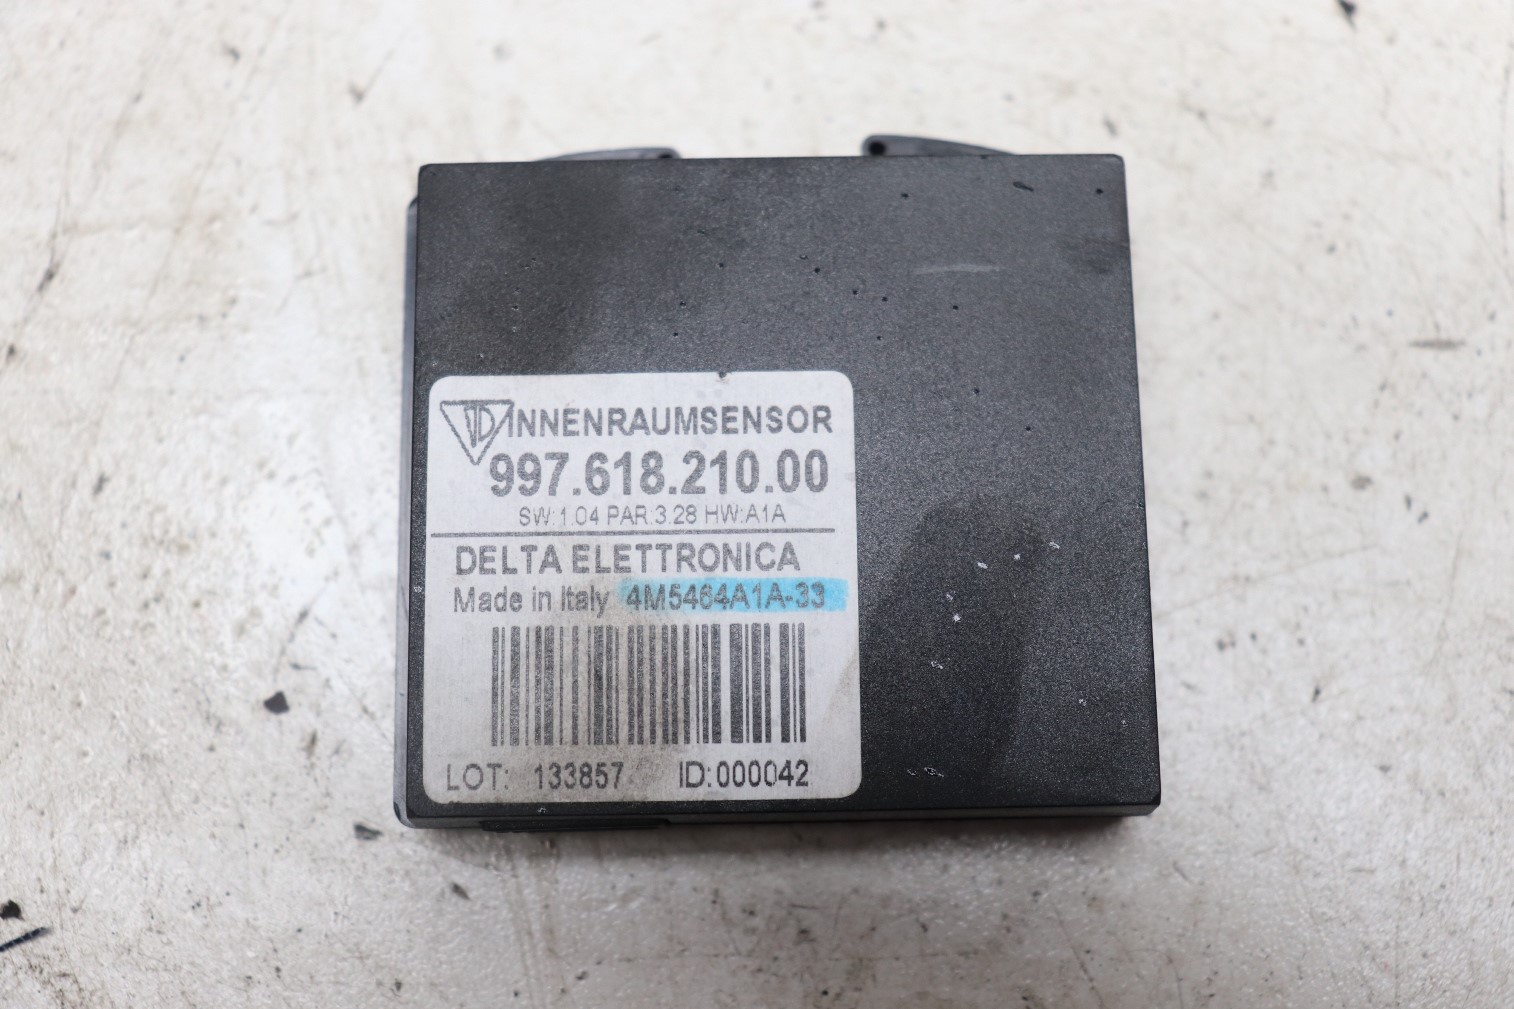 INNENRAUMSENSOR
997.618.210.00
SW:1.04 PAR:3.28 HW:A1A
DELTA ELETTRONICA
Made in Italy 4M5464A1A-33
LOT: 133857 ID:000042